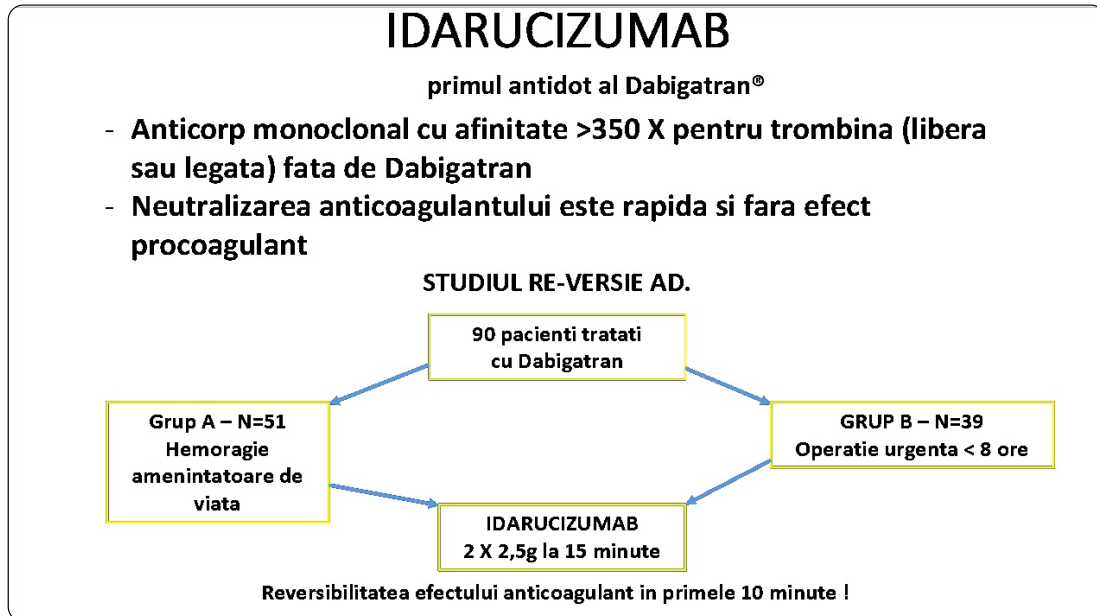 IDARUCIZUMAB
primul antidot al Dabigatran®
- Anticorp monoclonal cu afinitate >350 X pentru trombina (libera
sau legata) fata de Dabigatran
- Neutralizarea anticoagulantului este rapida si fara efect
procoagulant
STUDIUL RE-VERSIE AD.
90 pacienti tratati
cu Dabigatran
Grup A – N=51
Hemoragie
amenintatoare de
viata
GRUP B – N=39
Operatie urgenta < 8 ore
IDARUCIZUMAB
2 X 2,5g la 15 minute
Reversibilitatea efectului anticoagulant in primele 10 minute !